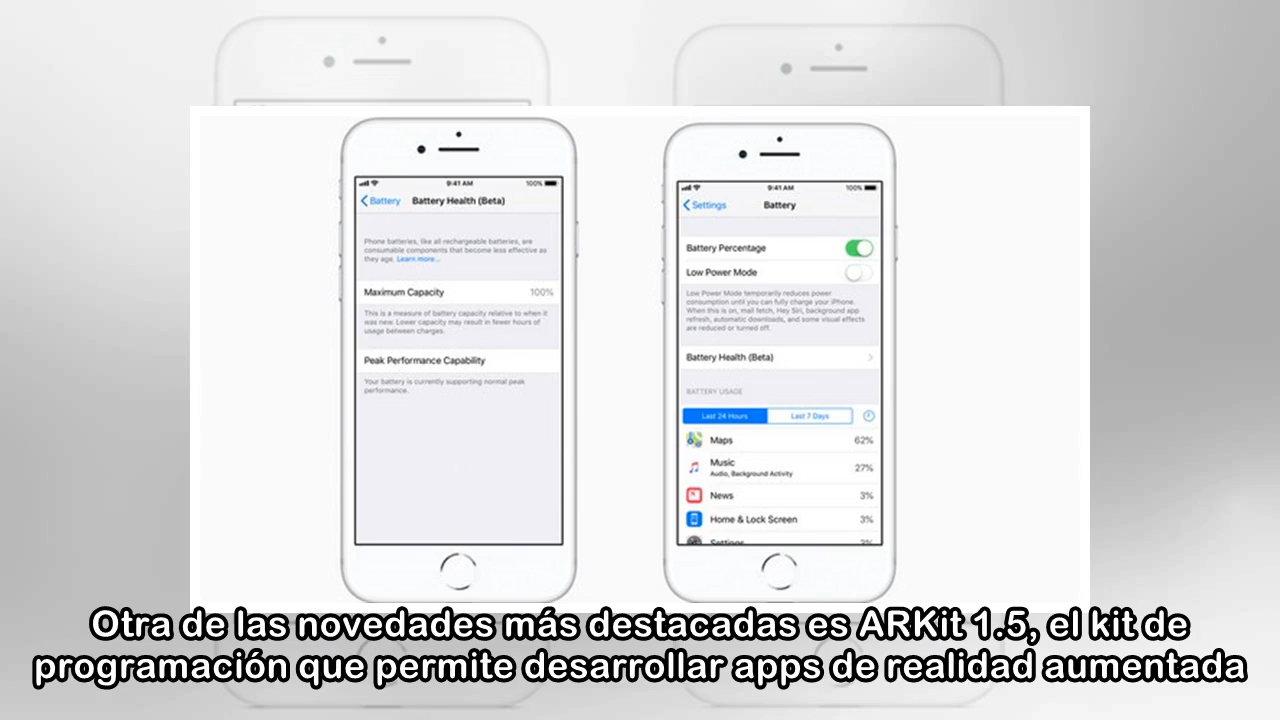 9:41 AM 100%
Battery Battery Health (Beta)
Phone batteries, like all rechargeable batteries, are
consumable components that become less effective as
they age. Learn more...
Maximum Capacity 100%
This is a measure of battery capacity relative to when it
was new. Lower capacity may result in fewer hours of
usage between charges.
Peak Performance Capability
Your battery is currently supporting normal peak
performance.
9:41 AM 100%
Settings Battery
Battery Percentage
Low Power Mode
Low Power Mode temporarily reduces power
consumption until you can fully charge your iPhone.
When this is on, mail fetch, Hey Siri, background app
refresh, automatic downloads, and some visual effects
are reduced or turned off.
Battery Health (Beta)
BATTERY USAGE
Last 24 Hours Last 7 Days
Maps 62%
Music 27%
Audio, Background Activity
News 3%
Home & Lock Screen 3%
Settings 3%
Otra de las novedades más destacadas es ARKit 1.5, el kit de
programación que permite desarrollar apps de realidad aumentada